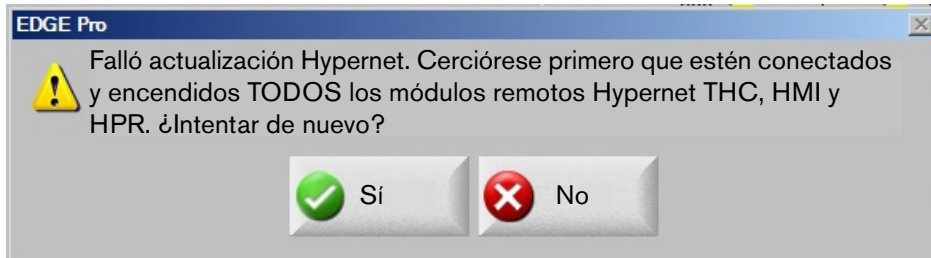 EDGE Pro
Falló actualización Hypernet. Cerciórese primero que estén conectados
y encendidos TODOS los módulos remotos Hypernet THC, HMI y
HPR. ¿Intentar de nuevo?
Sí
No